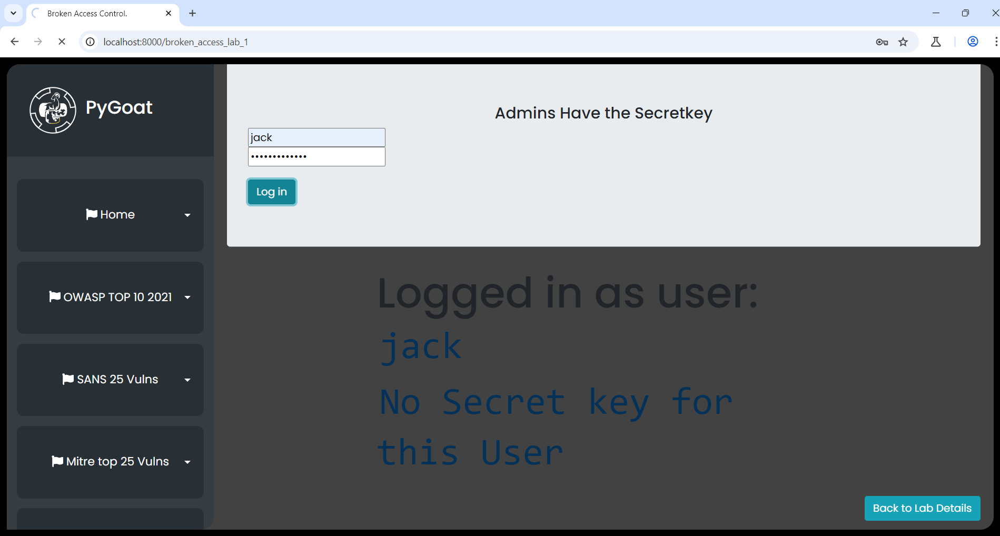 Broken Access Control.
localhost:8000/broken_access_lab_1
PyGoat
Home
OWASP TOP 10 2021
SANS 25 Vulns
Mitre top 25 Vulns
Admins Have the Secretkey
jack
•••••••••••••
Log in
Logged in as user:
jack
No Secret key for
this User
Back to Lab Details